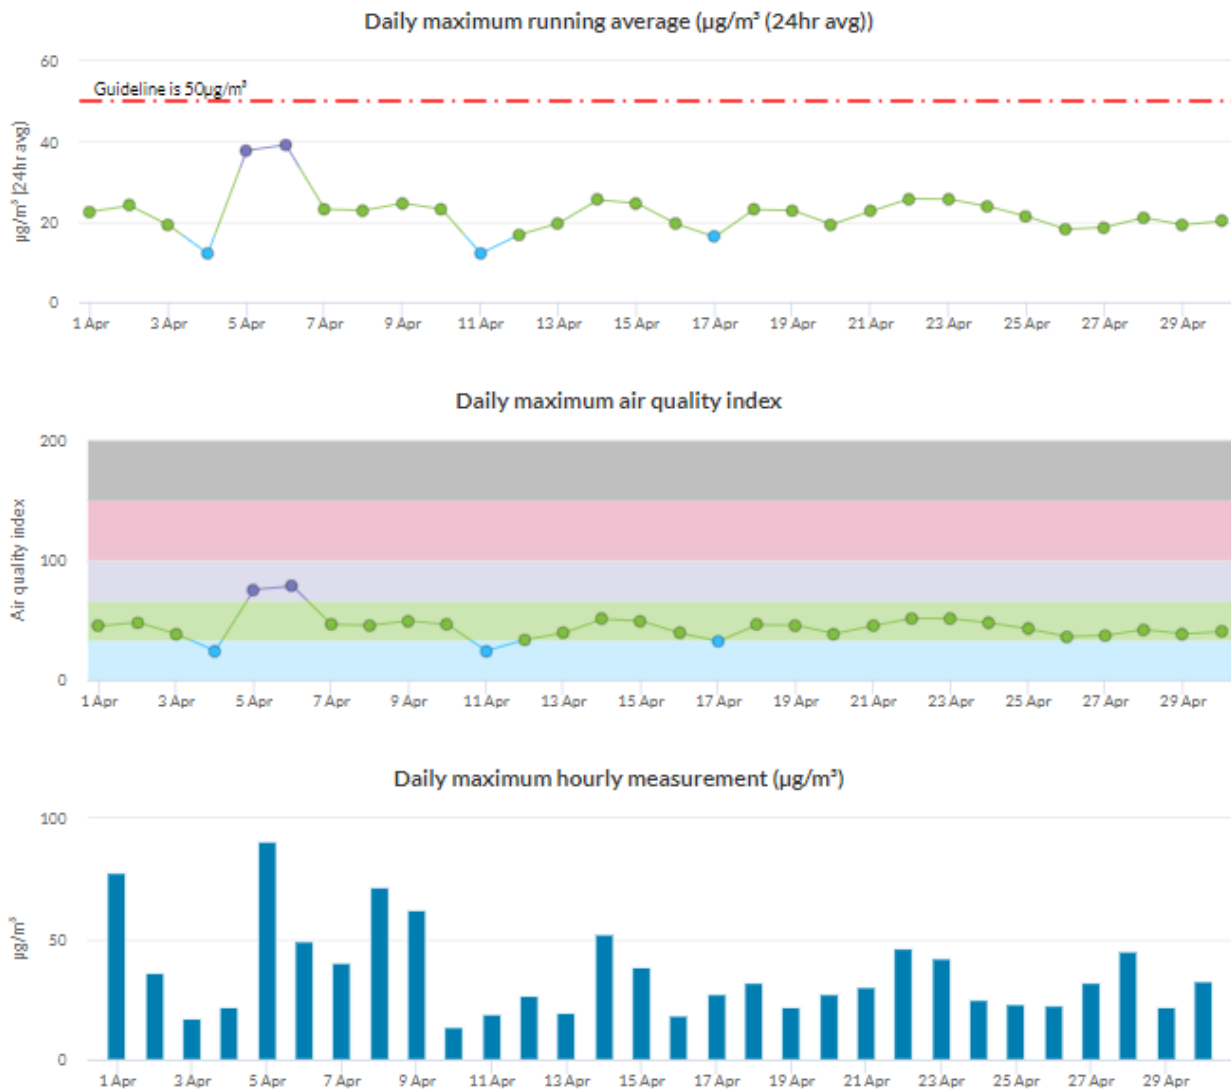 Daily maximum running average (µg/m³ (24hr avg))
60
Guideline is 50µg/m³
40
20
0
µg/m³ |24hr avg)
1 Apr 3 Apr 5 Apr 7 Apr 9 Apr 11 Apr 13 Apr 15 Apr 17 Apr 19 Apr 21 Apr 23 Apr 25 Apr 27 Apr 29 Apr
Daily maximum air quality index
200
100
0
Air quality index
1 Apr 3 Apr 5 Apr 7 Apr 9 Apr 11 Apr 13 Apr 15 Apr 17 Apr 19 Apr 21 Apr 23 Apr 25 Apr 27 Apr 29 Apr
Daily maximum hourly measurement (µg/m³)
100
50
0
µg/m³
1 Apr 3 Apr 5 Apr 7 Apr 9 Apr 11 Apr 13 Apr 15 Apr 17 Apr 19 Apr 21 Apr 23 Apr 25 Apr 27 Apr 29 Apr